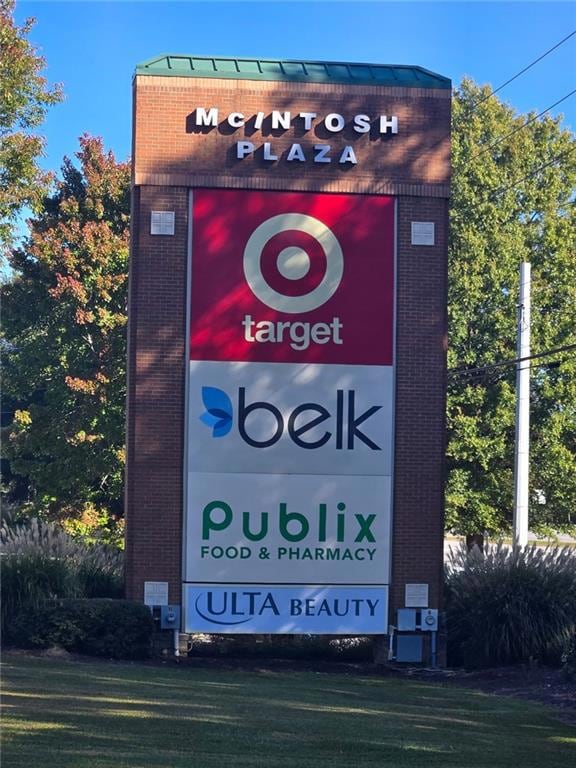 McINTOSH
PLAZA
target
belk
Publix
FOOD & PHARMACY
ULTA BEAUTY